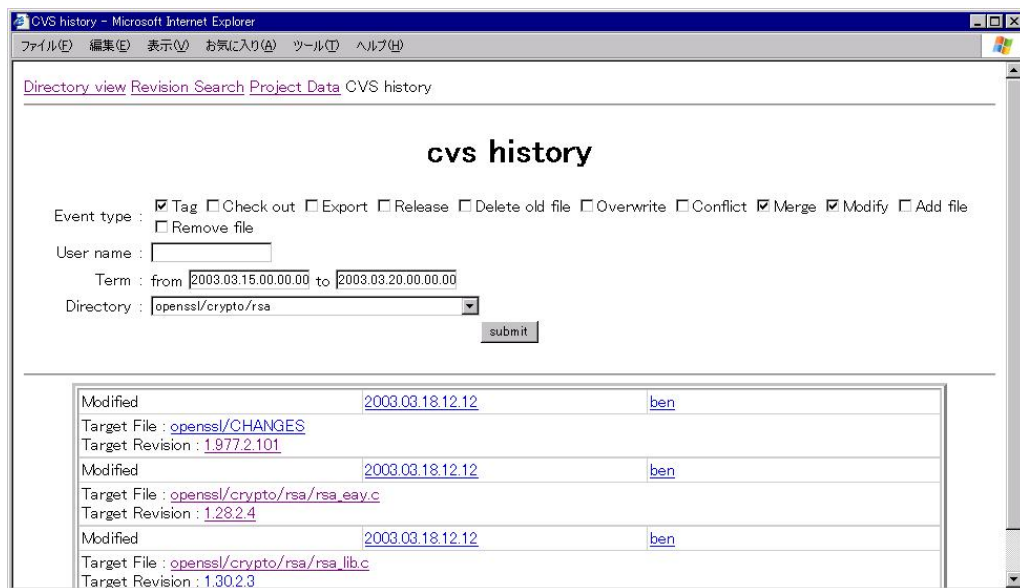 CVS history - Microsoft Internet Explorer
ファイル(F) 編集(E) 表示(V) お気に入り(A) ツール(T) ヘルプ(H)
Directory view Revision Search Project Data CVS history
cvs history
Event type : Tag Check out Export Release Delete old file Overwrite Conflict Merge Modify Add file
Remove file
User name :
Term : from 2003.03.15.00.00.00 to 2003.03.20.00.00.00
Directory : openssl/crypto/rsa
submit
Modified 2003.03.18.12.12 ben
Target File : openssl/CHANGES
Target Revision : 1.977.2.101
Modified 2003.03.18.12.12 ben
Target File : openssl/crypto/rsa/rsa_eay.c
Target Revision : 1.28.2.4
Modified 2003.03.18.12.12 ben
Target File : openssl/crypto/rsa/rsa_lib.c
Target Revision : 1.30.2.3